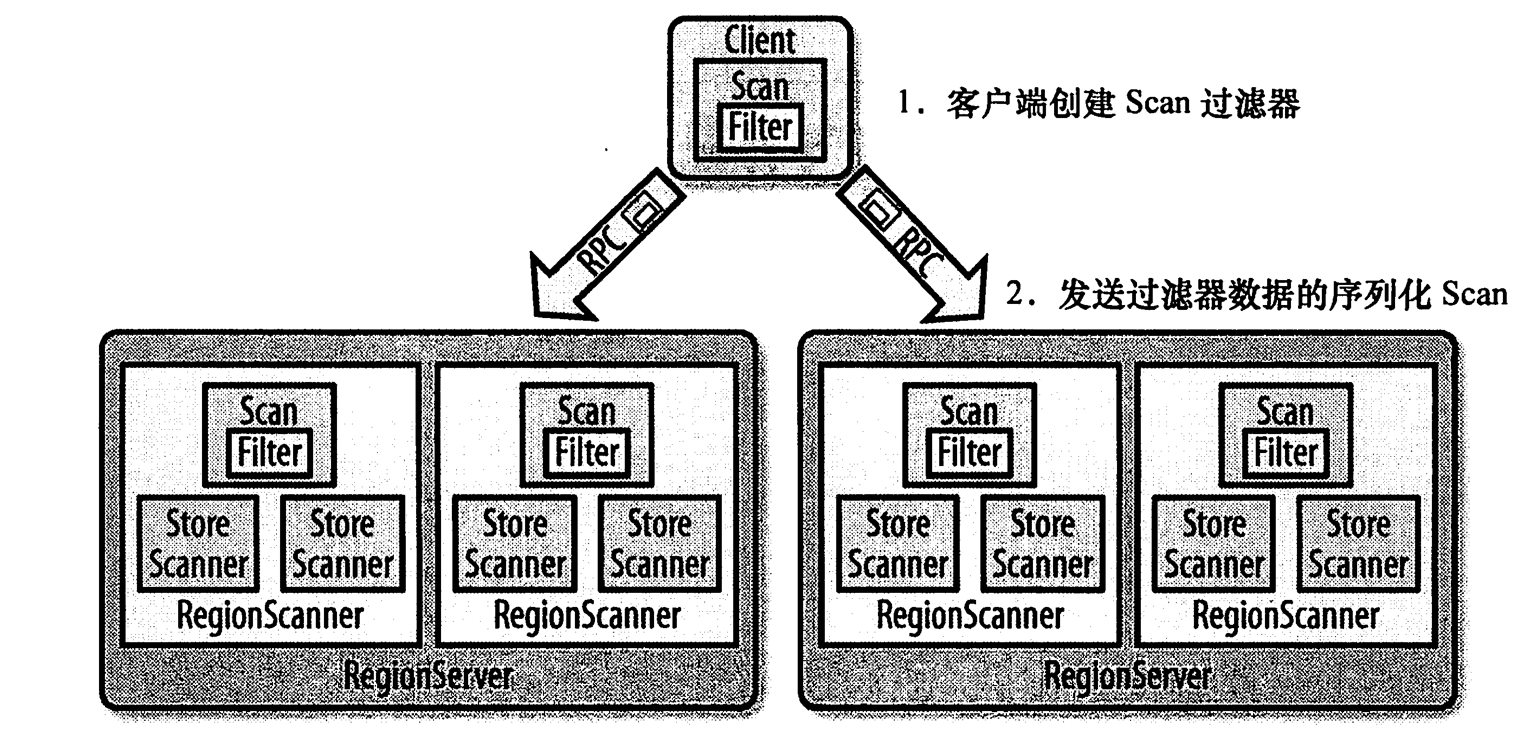 Client
Scan
Filter
1. 客户端创建 Scan 过滤器
RPC
RPC
2. 发送过滤器数据的序列化 Scan
Scan
Filter
Store
Scanner
Store
Scanner
RegionScanner
Scan
Filter
Store
Scanner
Store
Scanner
RegionScanner
RegionServer
Scan
Filter
Store
Scanner
Store
Scanner
RegionScanner
Scan
Filter
Store
Scanner
Store
Scanner
RegionScanner
RegionServer